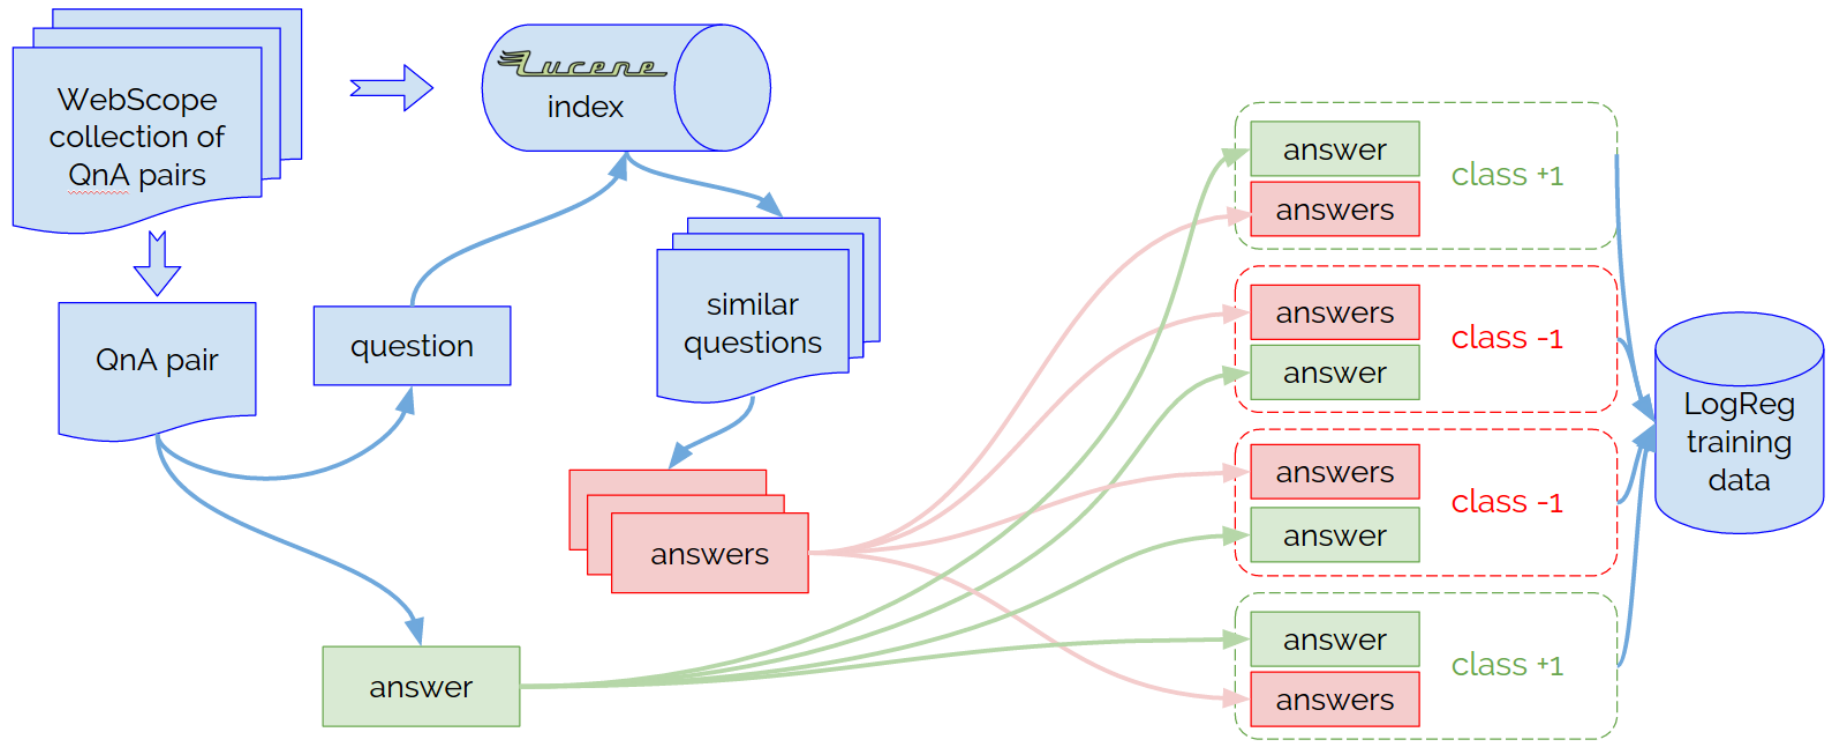 WebScope
collection of
QnA pairs
Lucene
index
QnA pair
question
similar
questions
answers
answer
answer
answers
class +1
answers
answer
class -1
answers
answer
class -1
answer
answers
class +1
LogReg
training
data